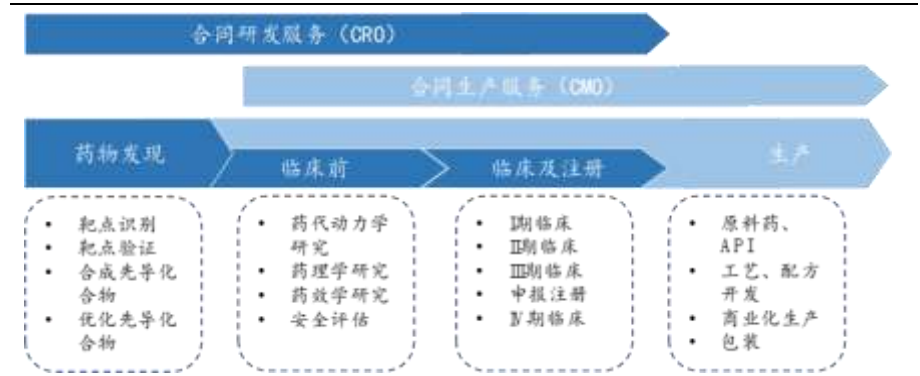 合同研发服务（CRO）
合同生产服务（CMO）
药物发现
临床前
临床及注册
生产
• 靶点识别
• 靶点验证
• 合成先导化
合物
• 优化先导化
合物
• 药代动力学
研究
• 药理学研究
• 药效学研究
• 安全评估
• I期临床
• II期临床
• III期临床
• 申报注册
• IV期临床
• 原料药、
API
• 工艺、配方
开发
• 商业化生产
• 包装